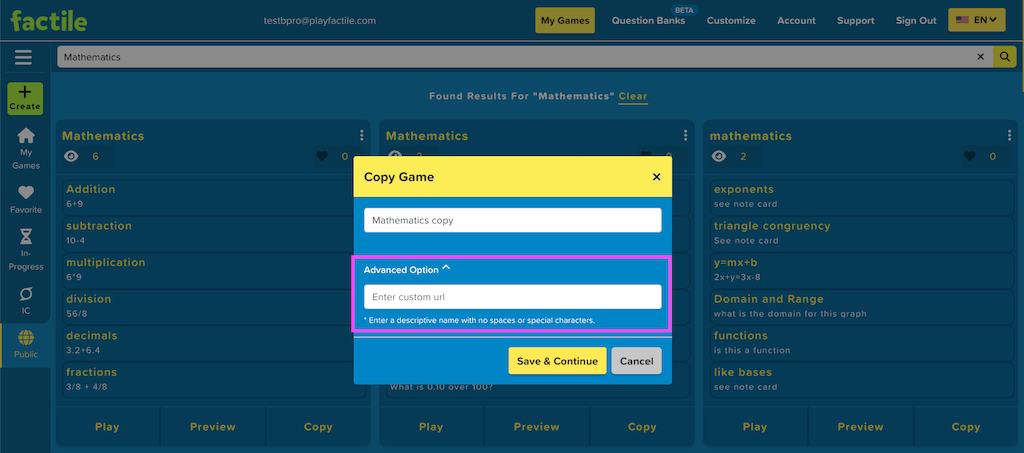 factile
testbpro@playfactile.com
My Games
Question Banks
BETA
Customize
Account
Support
Sign Out
EN
Mathematics
Create
My
Games
Favorite
In-
Progress
IC
Public
Found Results For "Mathematics" Clear
Mathematics
6
0
Addition
6+9
subtraction
10-4
multiplication
6*9
division
56/8
decimals
3.2+6.4
fractions
3/8 + 4/8
Play
Preview
Copy
Mathematics
What is 0.10 over 100?
Play
Preview
Copy
mathematics
2
0
exponents
see note card
triangle congruency
See note card
y=mx+b
2x+y=3x-8
Domain and Range
what is the domain for this graph
functions
is this a function
like bases
see note card
Play
Preview
Copy
Copy Game
Mathematics copy
Advanced Option
Enter custom url
* Enter a descriptive name with no spaces or special characters.
Save & Continue
Cancel